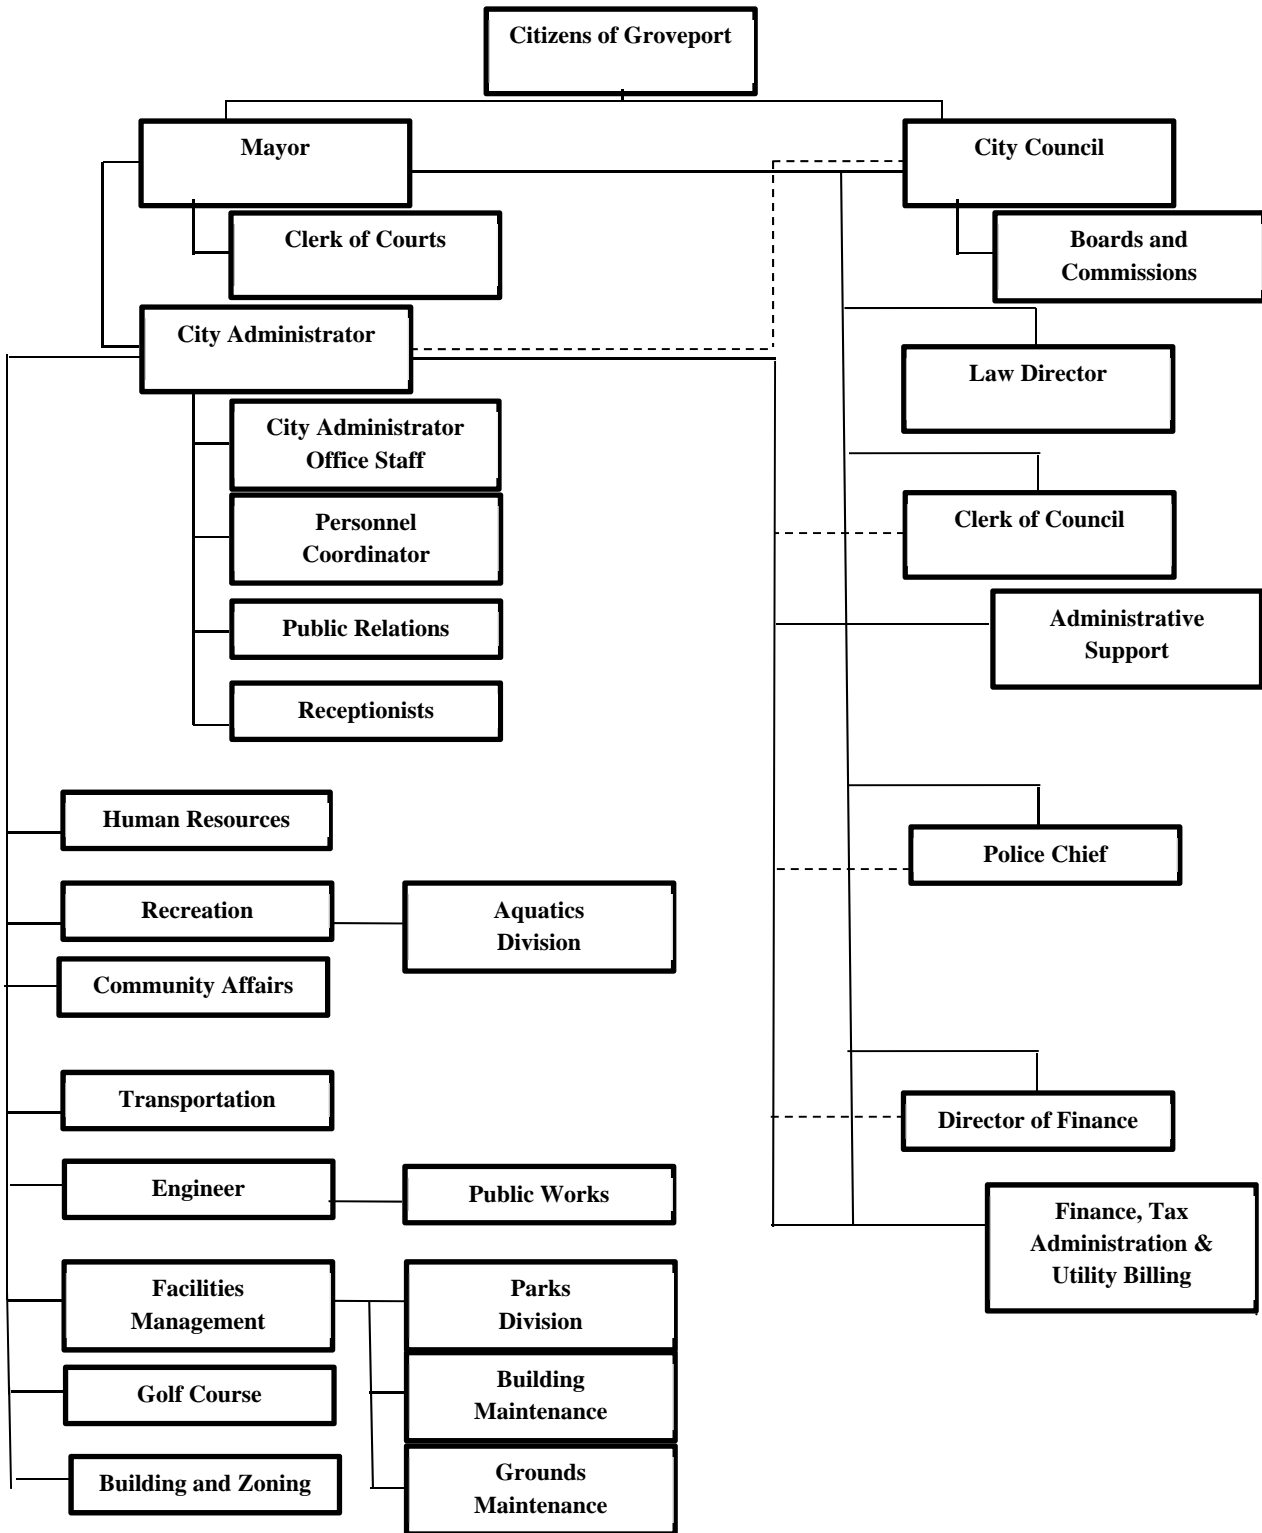 Citizens of Groveport
Mayor
City Council
Clerk of Courts
Boards and
Commissions
City Administrator
Law Director
City Administrator
Office Staff
Clerk of Council
Personnel
Coordinator
Administrative
Support
Public Relations
Receptionists
Human Resources
Police Chief
Recreation
Aquatics
Division
Community Affairs
Transportation
Director of Finance
Engineer
Public Works
Finance, Tax
Administration &
Utility Billing
Facilities
Management
Parks
Division
Golf Course
Building
Maintenance
Building and Zoning
Grounds
Maintenance